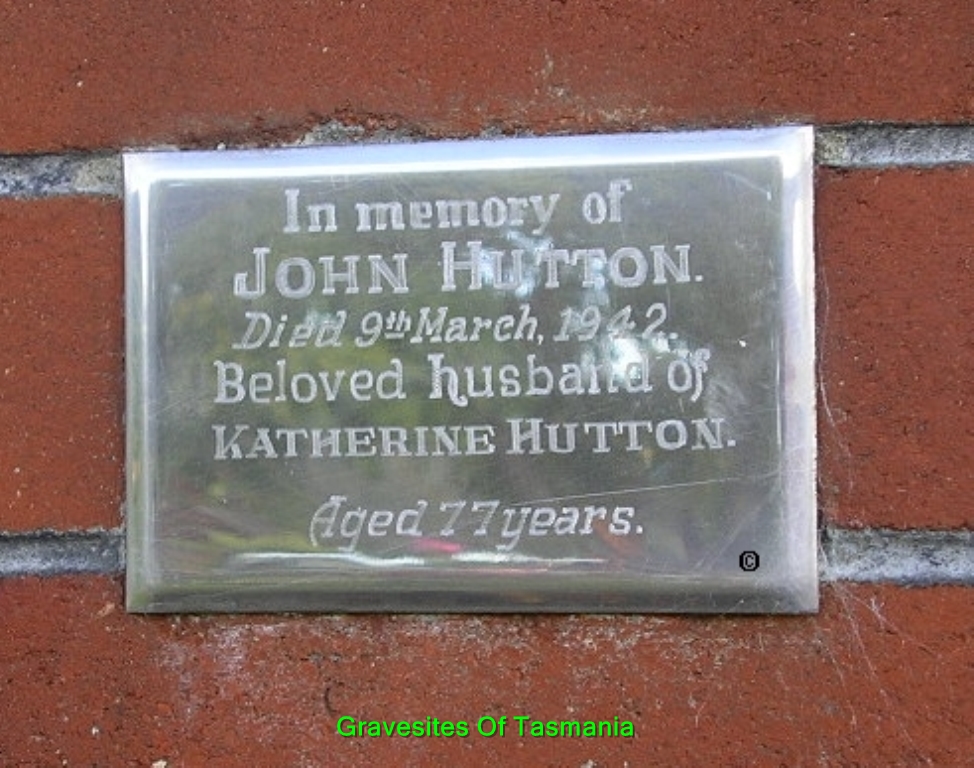 In memory of
JOHN HUTTON.
Died 9th March, 1942.
Beloved husband of
KATHERINE HUTTON.
Aged 77 years.
©
Gravesites Of Tasmania